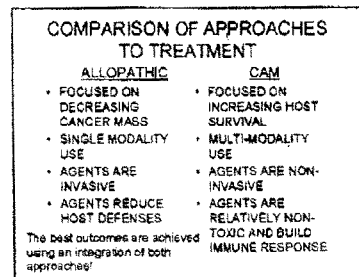 COMPARISON OF APPROACHES
TO TREATMENT
ALLOPATHIC
• FOCUSED ON
DECREASING
CANCER MASS
• SINGLE MODALITY
USE
• AGENTS ARE
INVASIVE
• AGENTS REDUCE
HOST DEFENSES
The best outcomes are achieved
using an integration of both
approaches!
CAM
• FOCUSED ON
INCREASING HOST
SURVIVAL
• MULTI-MODALITY
USE
• AGENTS ARE NON-
INVASIVE
• AGENTS ARE
RELATIVELY NON-
TOXIC AND BUILD
IMMUNE RESPONSE